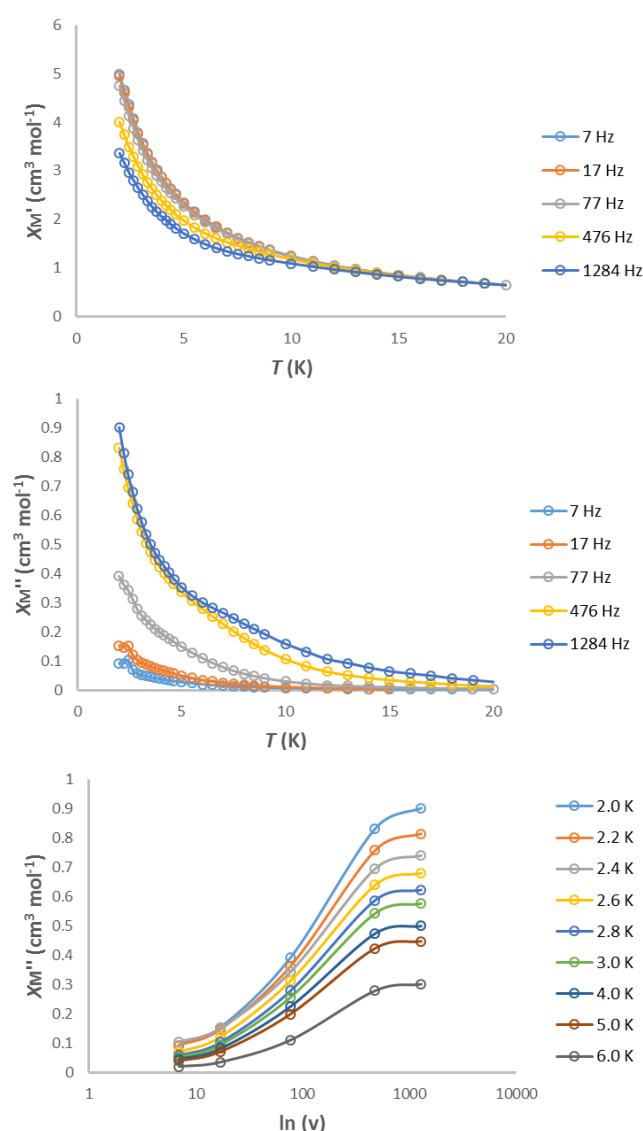 6
5
4
3
2
1
0
0 5 10 15 20
χM' (cm³ mol⁻¹)
T (K)
7 Hz
17 Hz
77 Hz
476 Hz
1284 Hz
1
0.9
0.8
0.7
0.6
0.5
0.4
0.3
0.2
0.1
0
0 5 10 15 20
χM'' (cm³ mol⁻¹)
T (K)
7 Hz
17 Hz
77 Hz
476 Hz
1284 Hz
1
0.9
0.8
0.7
0.6
0.5
0.4
0.3
0.2
0.1
0
1 10 100 1000 10000
χM'' (cm³ mol⁻¹)
ln (v)
2.0 K
2.2 K
2.4 K
2.6 K
2.8 K
3.0 K
4.0 K
5.0 K
6.0 K